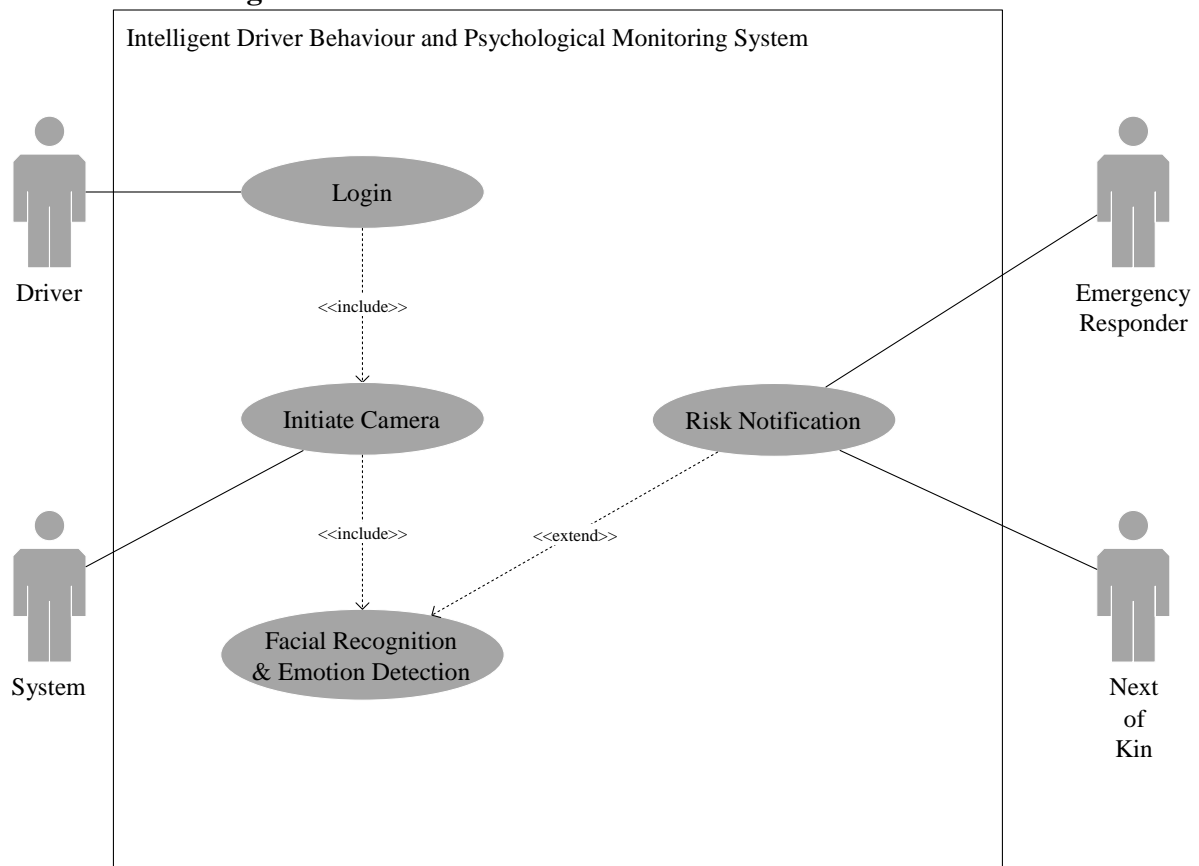 Intelligent Driver Behaviour and Psychological Monitoring System
Login
Driver
<<include>>
Emergency
Responder
Initiate Camera
Risk Notification
<<include>>
<<extend>>
Facial Recognition
& Emotion Detection
System
Next
of
Kin